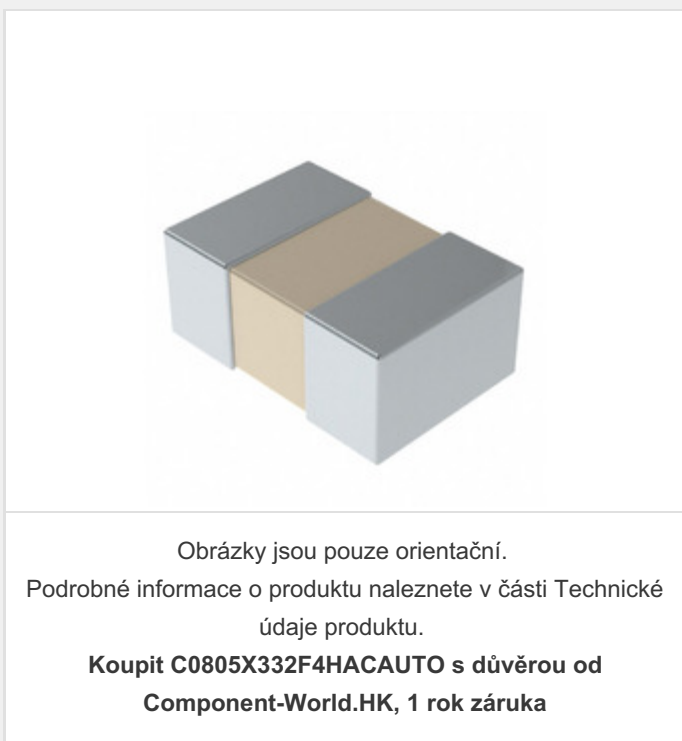 Obrázky jsou pouze orientační.
Podrobné informace o produktu naleznete v části Technické
údaje produktu.
Koupit C0805X332F4HACAUTO s důvěrou od
Component-World.HK, 1 rok záruka